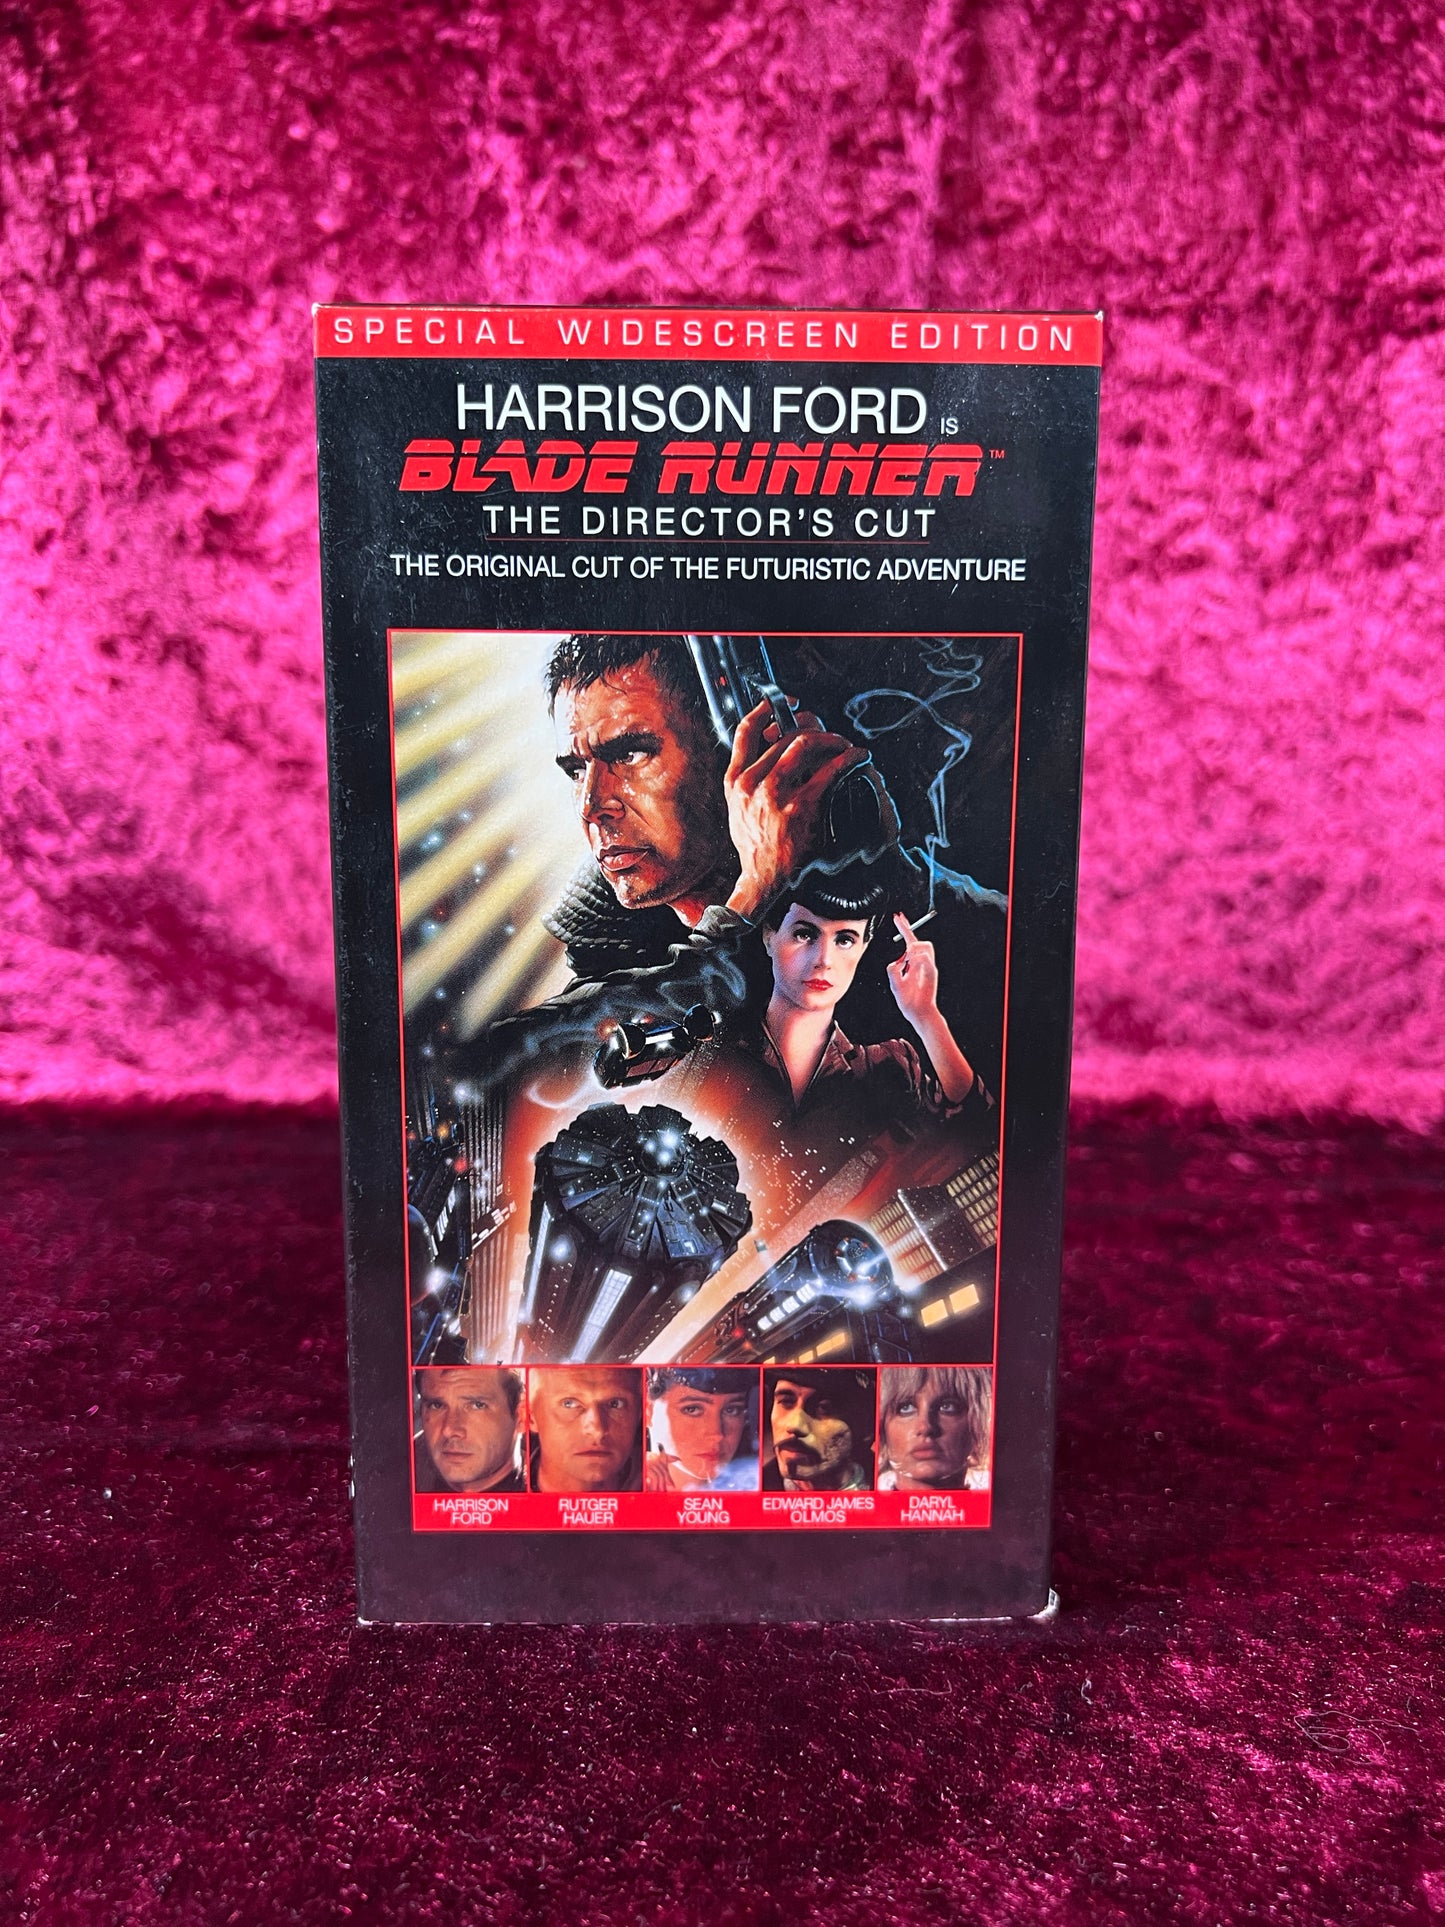 SPECIAL WIDESCREEN EDITION
HARRISON FORD IS
BLADE RUNNER™
THE DIRECTOR'S CUT
THE ORIGINAL CUT OF THE FUTURISTIC ADVENTURE
HARRISON FORD
RUTGER HAUER
SEAN YOUNG
EDWARD JAMES OLMOS
DARYL HANNAH